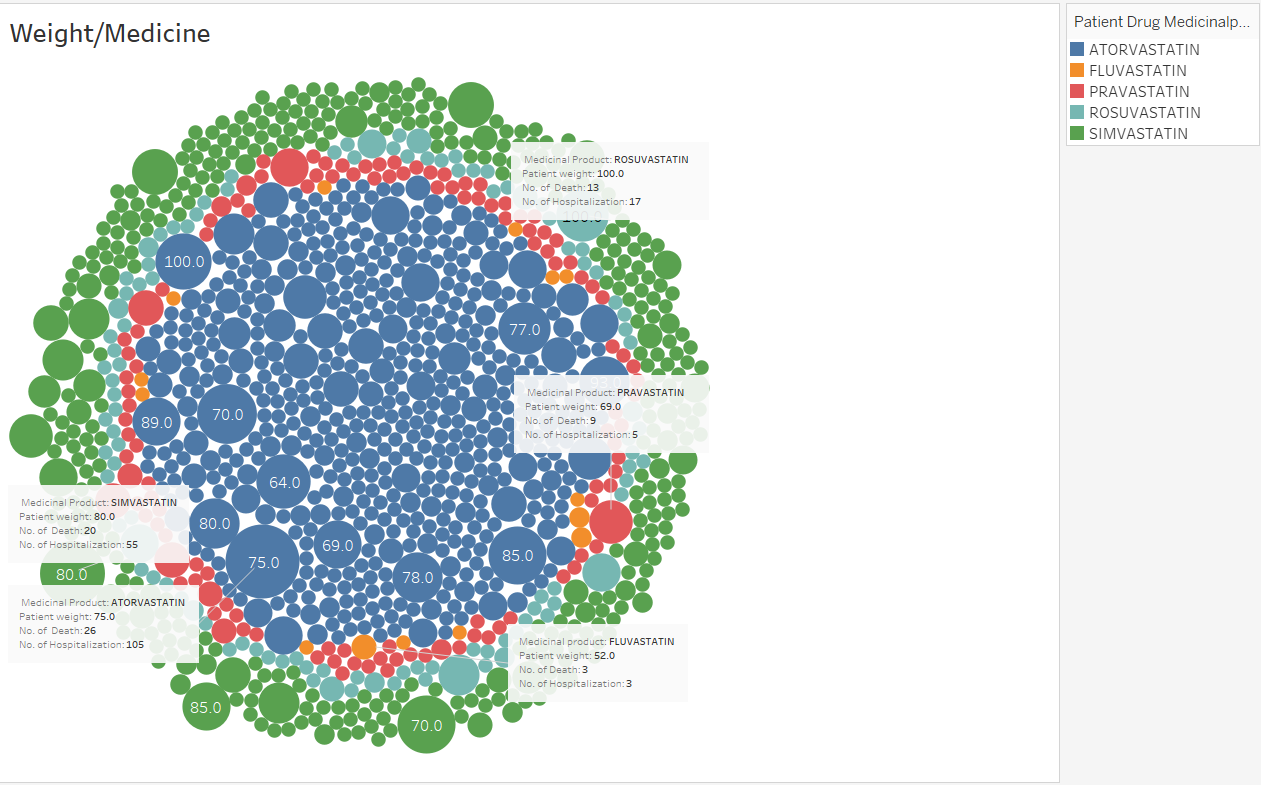 Weight/Medicine
Patient Drug Medicinalp...
ATORVASTATIN
FLUVASTATIN
PRAVASTATIN
ROSUVASTATIN
SIMVASTATIN
Medicinal Product: ROSUVASTATIN
Patient weight: 100.0
No. of Death: 13
No. of Hospitalization: 17
100.0
100.0
77.0
93.0
Medicinal Product: PRAVASTATIN
Patient weight: 69.0
No. of Death: 9
No. of Hospitalization: 5
89.0
70.0
64.0
Medicinal Product: SIMVASTATIN
Patient weight: 80.0
No. of Death: 20
No. of Hospitalization: 55
80.0
69.0
85.0
75.0
78.0
80.0
Medicinal Product: ATORVASTATIN
Patient weight: 75.0
No. of Death: 26
No. of Hospitalization: 105
Medicinal product: FLUVASTATIN
Patient weight: 52.0
No. of Death: 3
No. of Hospitalization: 3
85.0
70.0